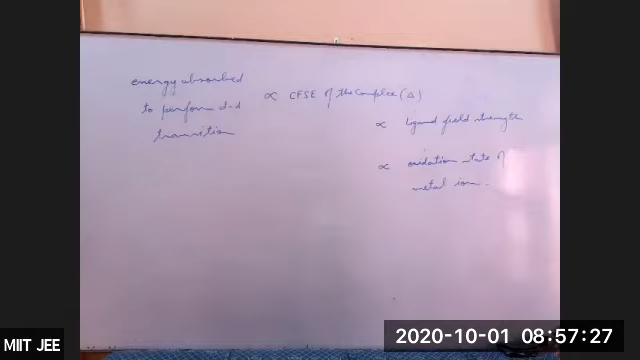 energy absorbed
to perform d-d
transition
∝ CFSE of the Complex (Δ)
∝ ligand field strength
∝ oxidation state of
metal ion.
MIIT JEE
2020-10-01 08:57:27